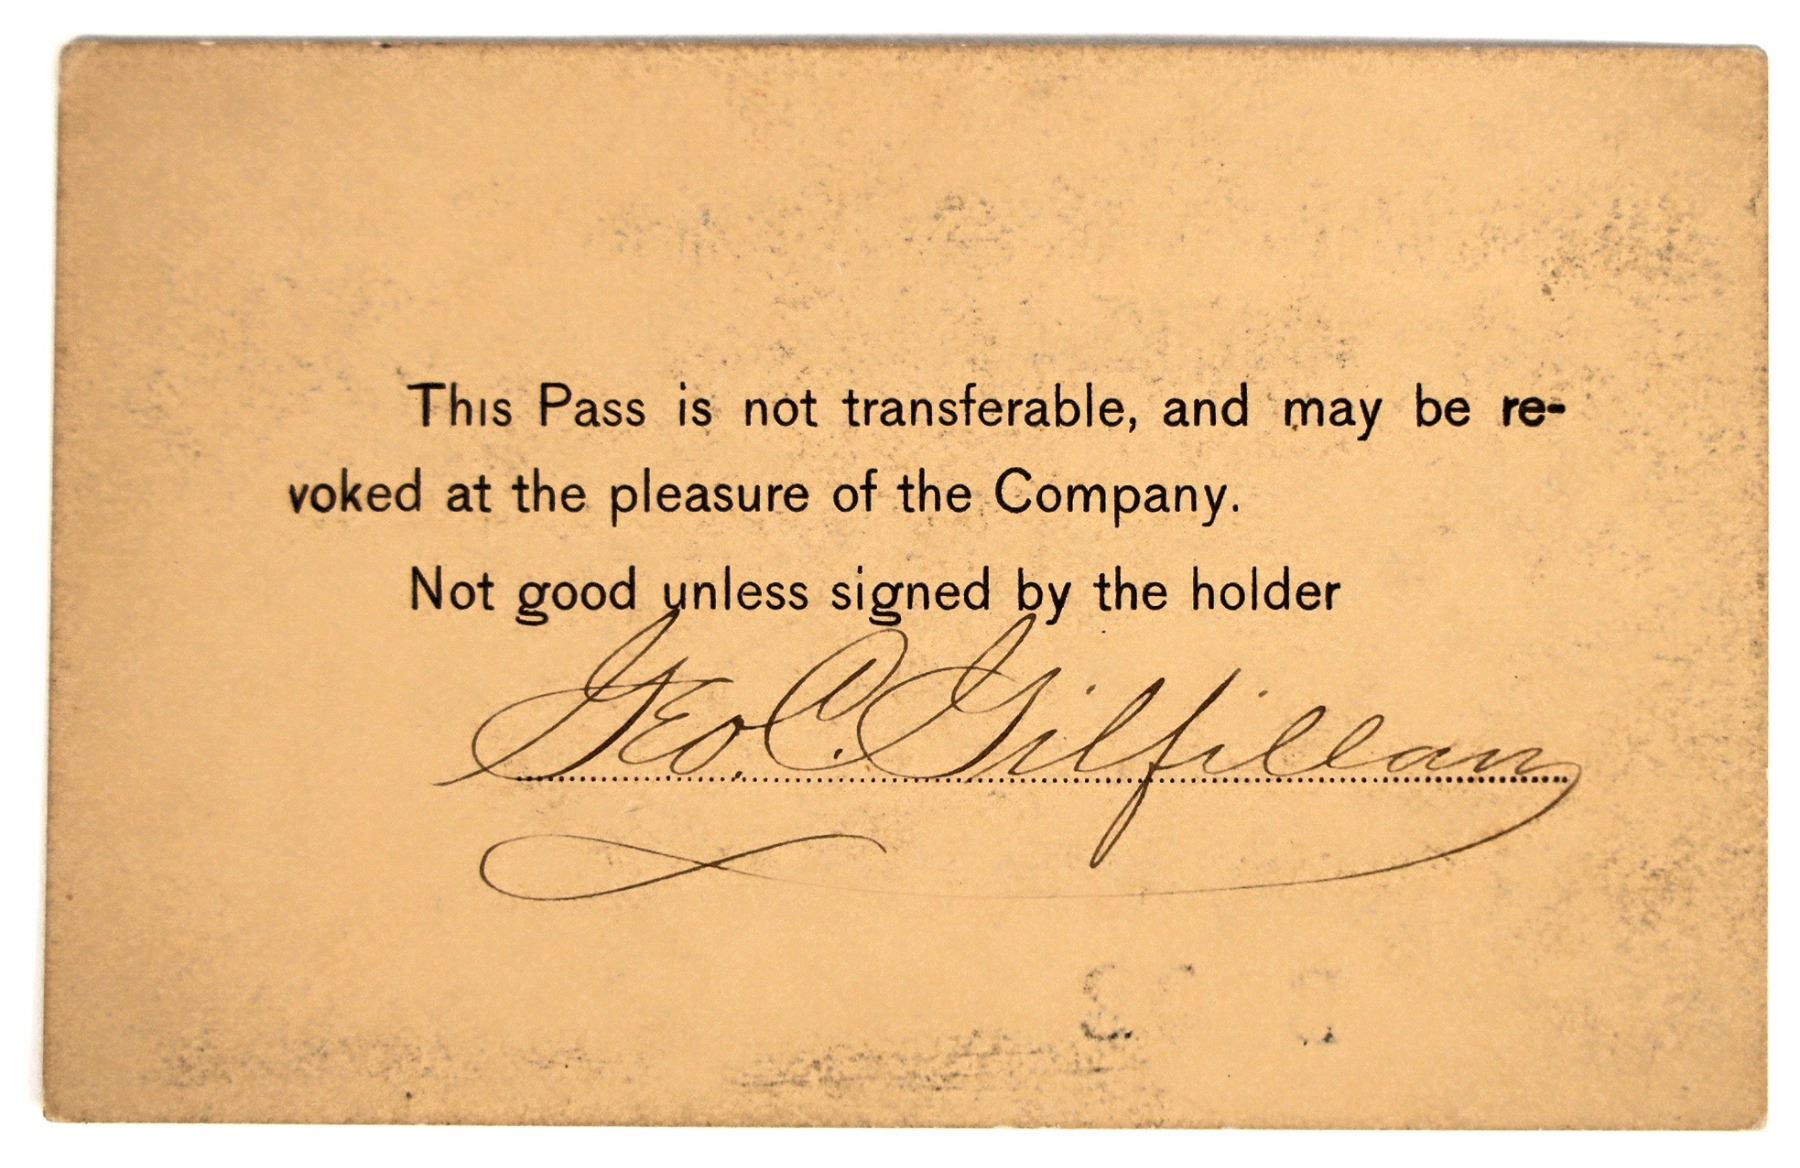 This Pass is not transferable, and may be re-
voked at the pleasure of the Company.
Not good unless signed by the holder
Geo. C. Gilfillan